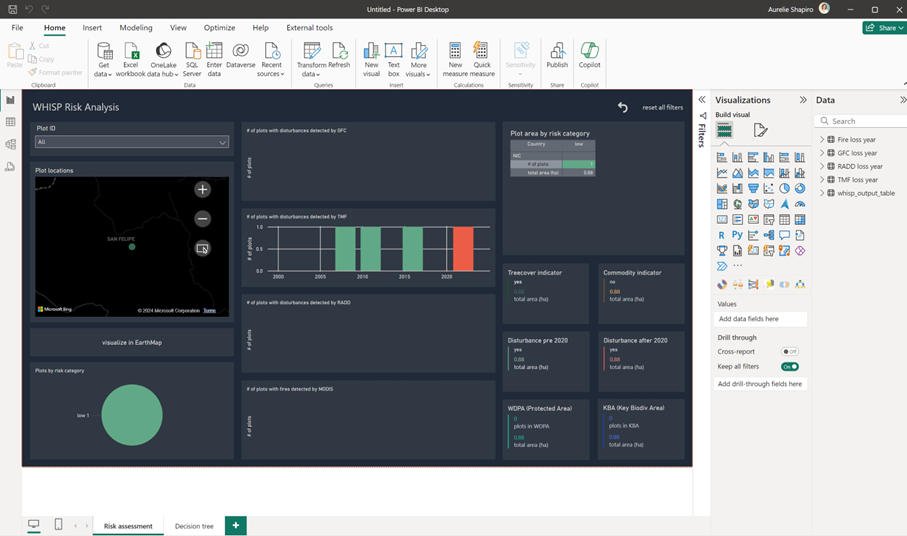 Untitled - Power BI Desktop
Aurelie Shapiro
File Home Insert Modeling View Optimize Help External tools
Share
Paste
Cut
Copy
Format painter
Get data
Excel workbook
OneLake data hub
SQL Server
Enter data
Dataverse
Recent sources
Transform data
Refresh
New visual
Text box
More visuals
New measure
Quick measure
Sensitivity
Publish
Copilot
Clipboard
Data
Queries
Insert
Calculations
Sensitivity
Share
Copilot
WHISP Risk Analysis
reset all filters
Plot ID
All
Plot locations
SAN FELIPE
Microsoft Bing
© 2024 Microsoft Corporation Terms
visualize in EarthMap
Plots by risk category
low 1
# of plots with disturbances detected by GFC
# of plots
# of plots with disturbances detected by TMF
# of plots
1.0
0.5
0.0
2000 2005 2010 2015 2020
# of plots with disturbances detected by RADD
# of plots
# of plots with fires detected by MODIS
# of plots
Plot area by risk category
Country low
NIC
# of plots 1
total area (ha) 0.88
Treecover indicator
yes
0.88
total area (ha)
Commodity indicator
no
0.88
total area (ha)
Disturbance pre 2020
yes
0.88
total area (ha)
Disturbance after 2020
yes
0.88
total area (ha)
WDPA (Protected Area)
0
plots in WDPA
0.88
total area (ha)
KBA (Key Biodiv Area)
0
plots in KBA
0.88
total area (ha)
Filters
Visualizations
Build visual
R Py
Values
Add data fields here
Drill through
Cross-report
Off
Keep all filters
On
Add drill-through fields here
Data
Search
Fire loss year
GFC loss year
RADD loss year
TMF loss year
whisp_output_table
Risk assessment
Decision tree